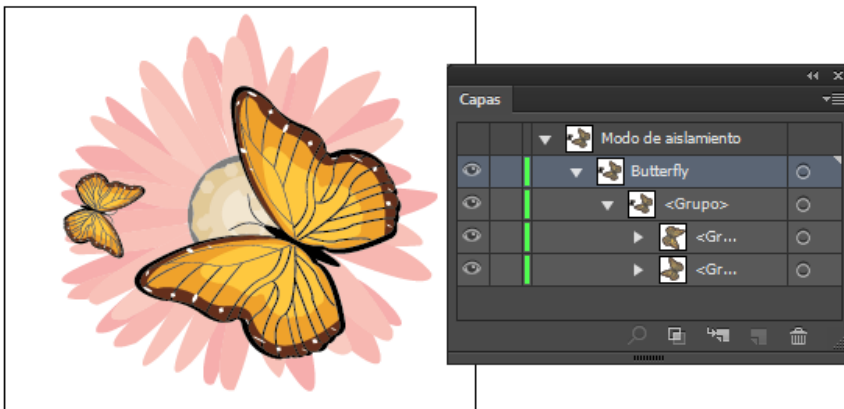 Capas
Modo de aislamiento
Butterfly
<Grupo>
<Gr...
<Gr...